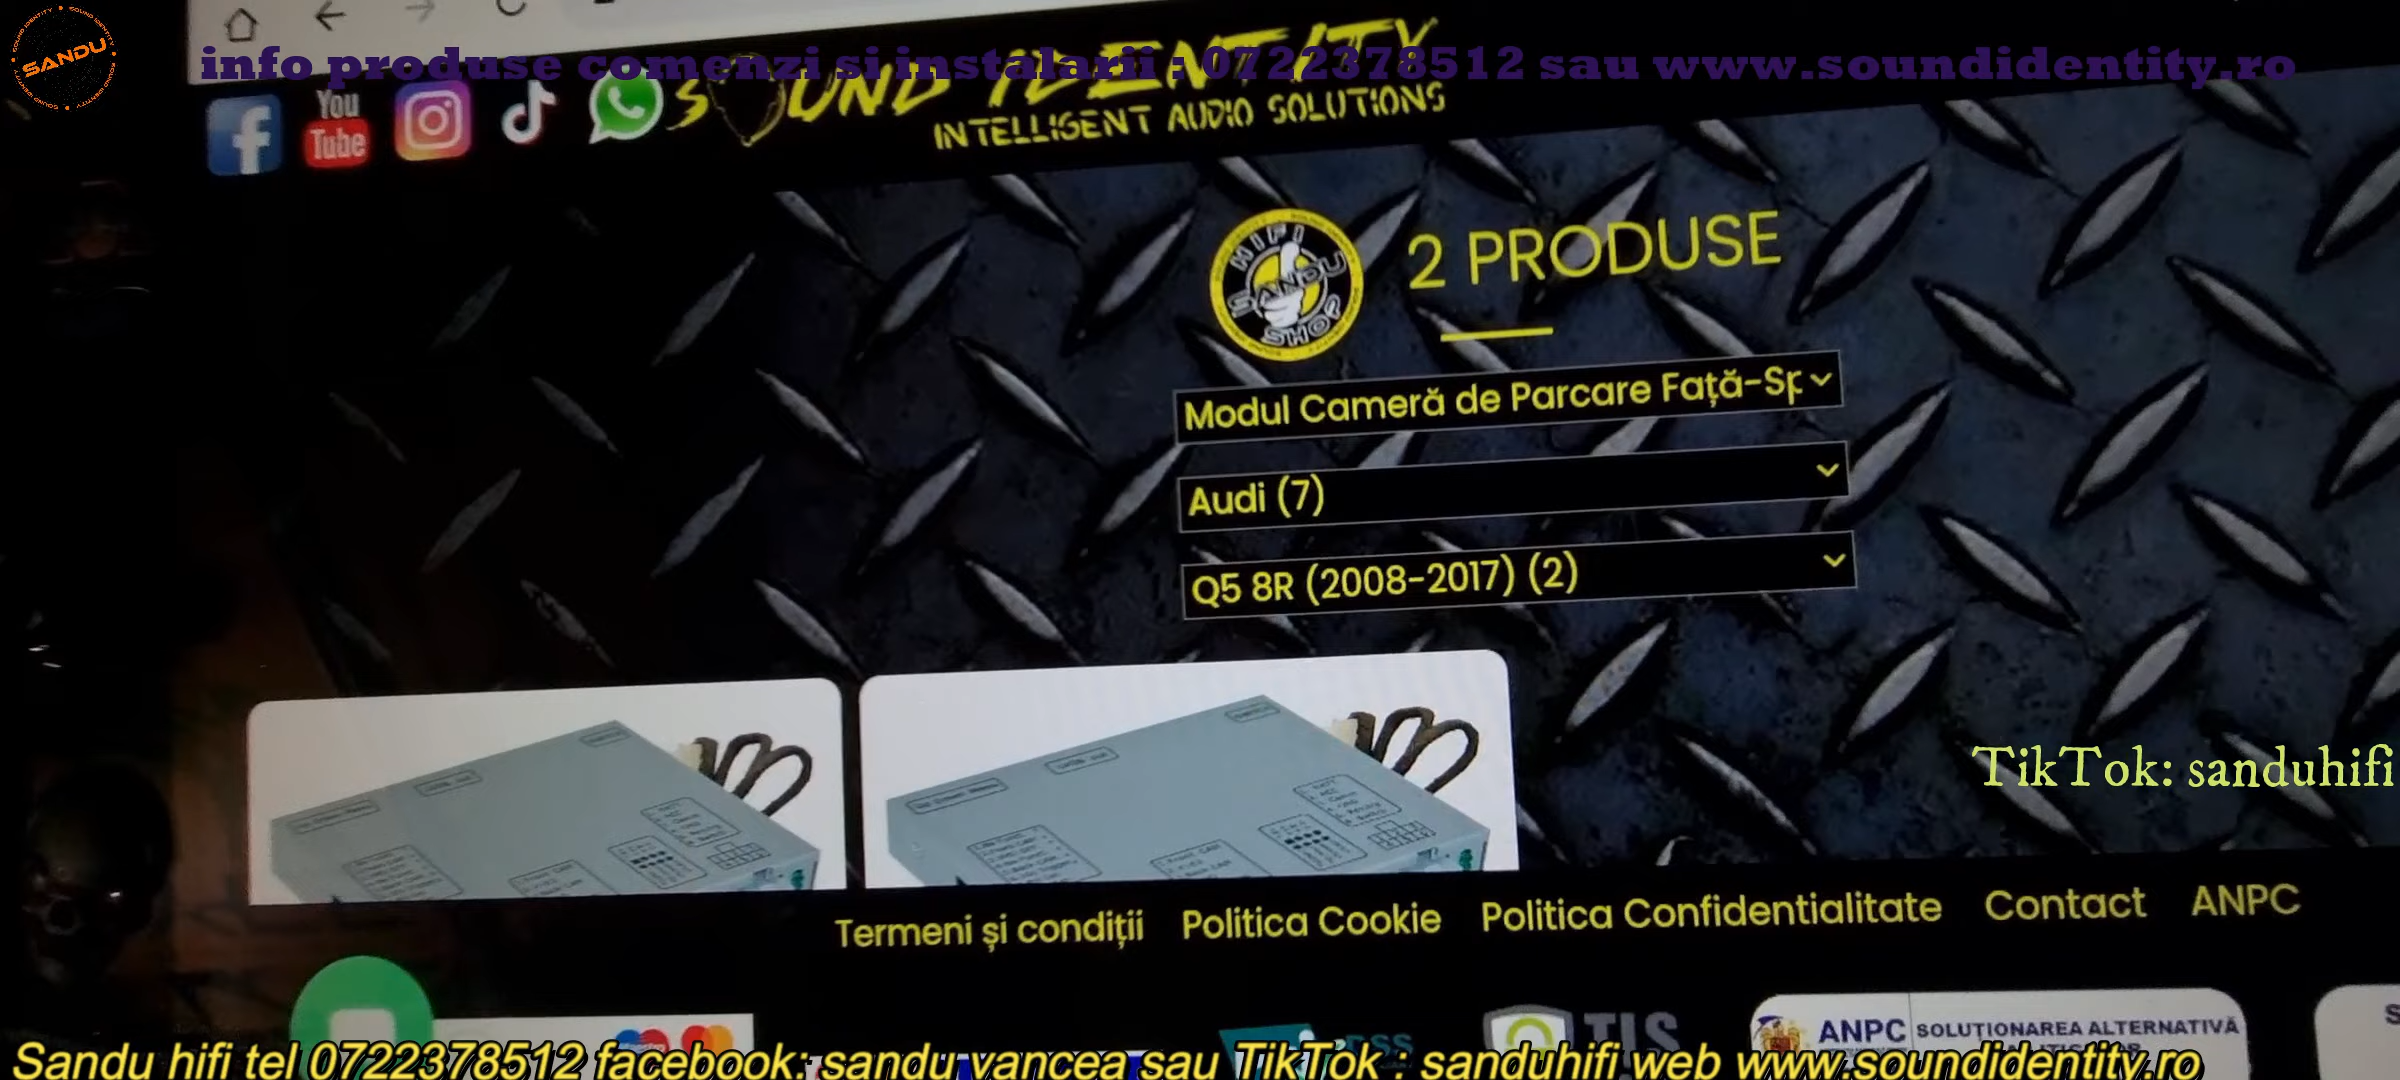 SANDU
info produse comenzi si instalarii : 0722378512 sau www.soundidentity.ro
You
Tube
SOUND IDENTITY
INTELLIGENT AUDIO SOLUTIONS
HIFI
SANDU
SHOP
2 PRODUSE
Modul Cameră de Parcare Față-Sp
Audi (7)
Q5 8R (2008-2017) (2)
TikTok: sanduhifi
Termeni și condiții Politica Cookie Politica Confidentialitate Contact ANPC
ANPC SOLUȚIONAREA ALTERNATIVĂ
Sandu hifi tel 0722378512 facebook: sandu vancea sau TikTok : sanduhifi web www.soundidentity.ro